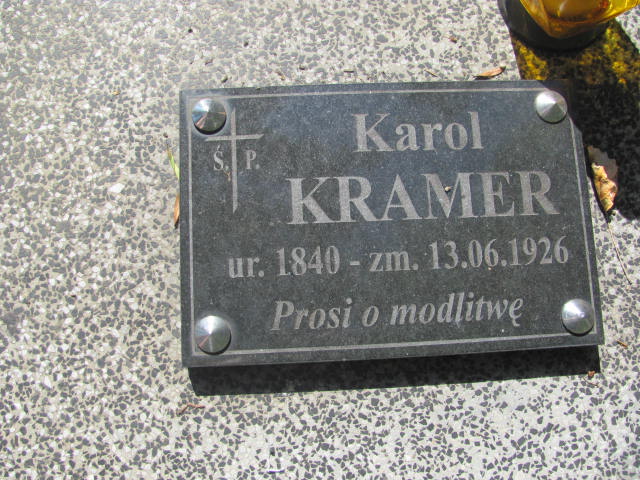 Karol
Ś. P.
KRAMER
ur. 1840 - zm. 13.06.1926
Prosi o modlitwę